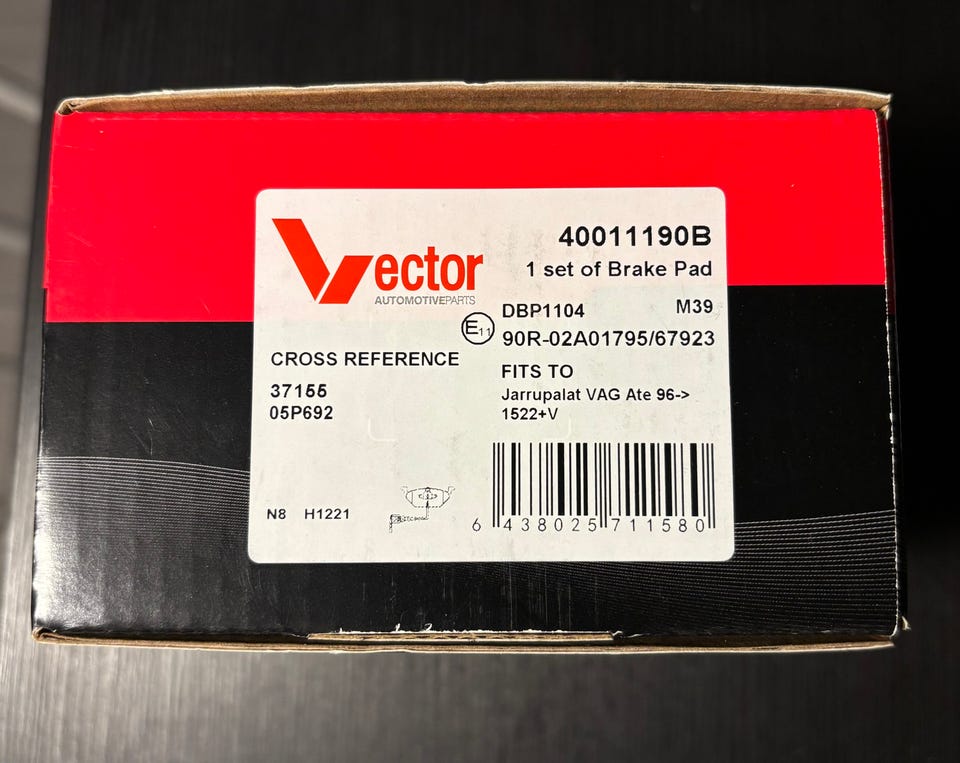 Vector
AUTOMOTIVEPARTS
40011190B
1 set of Brake Pad
DBP1104 M39
E11 90R-02A01795/67923
CROSS REFERENCE
37155
05P692
FITS TO
Jarrupalat VAG Ate 96->
1522+V
N8 H1221
6 438025 711580